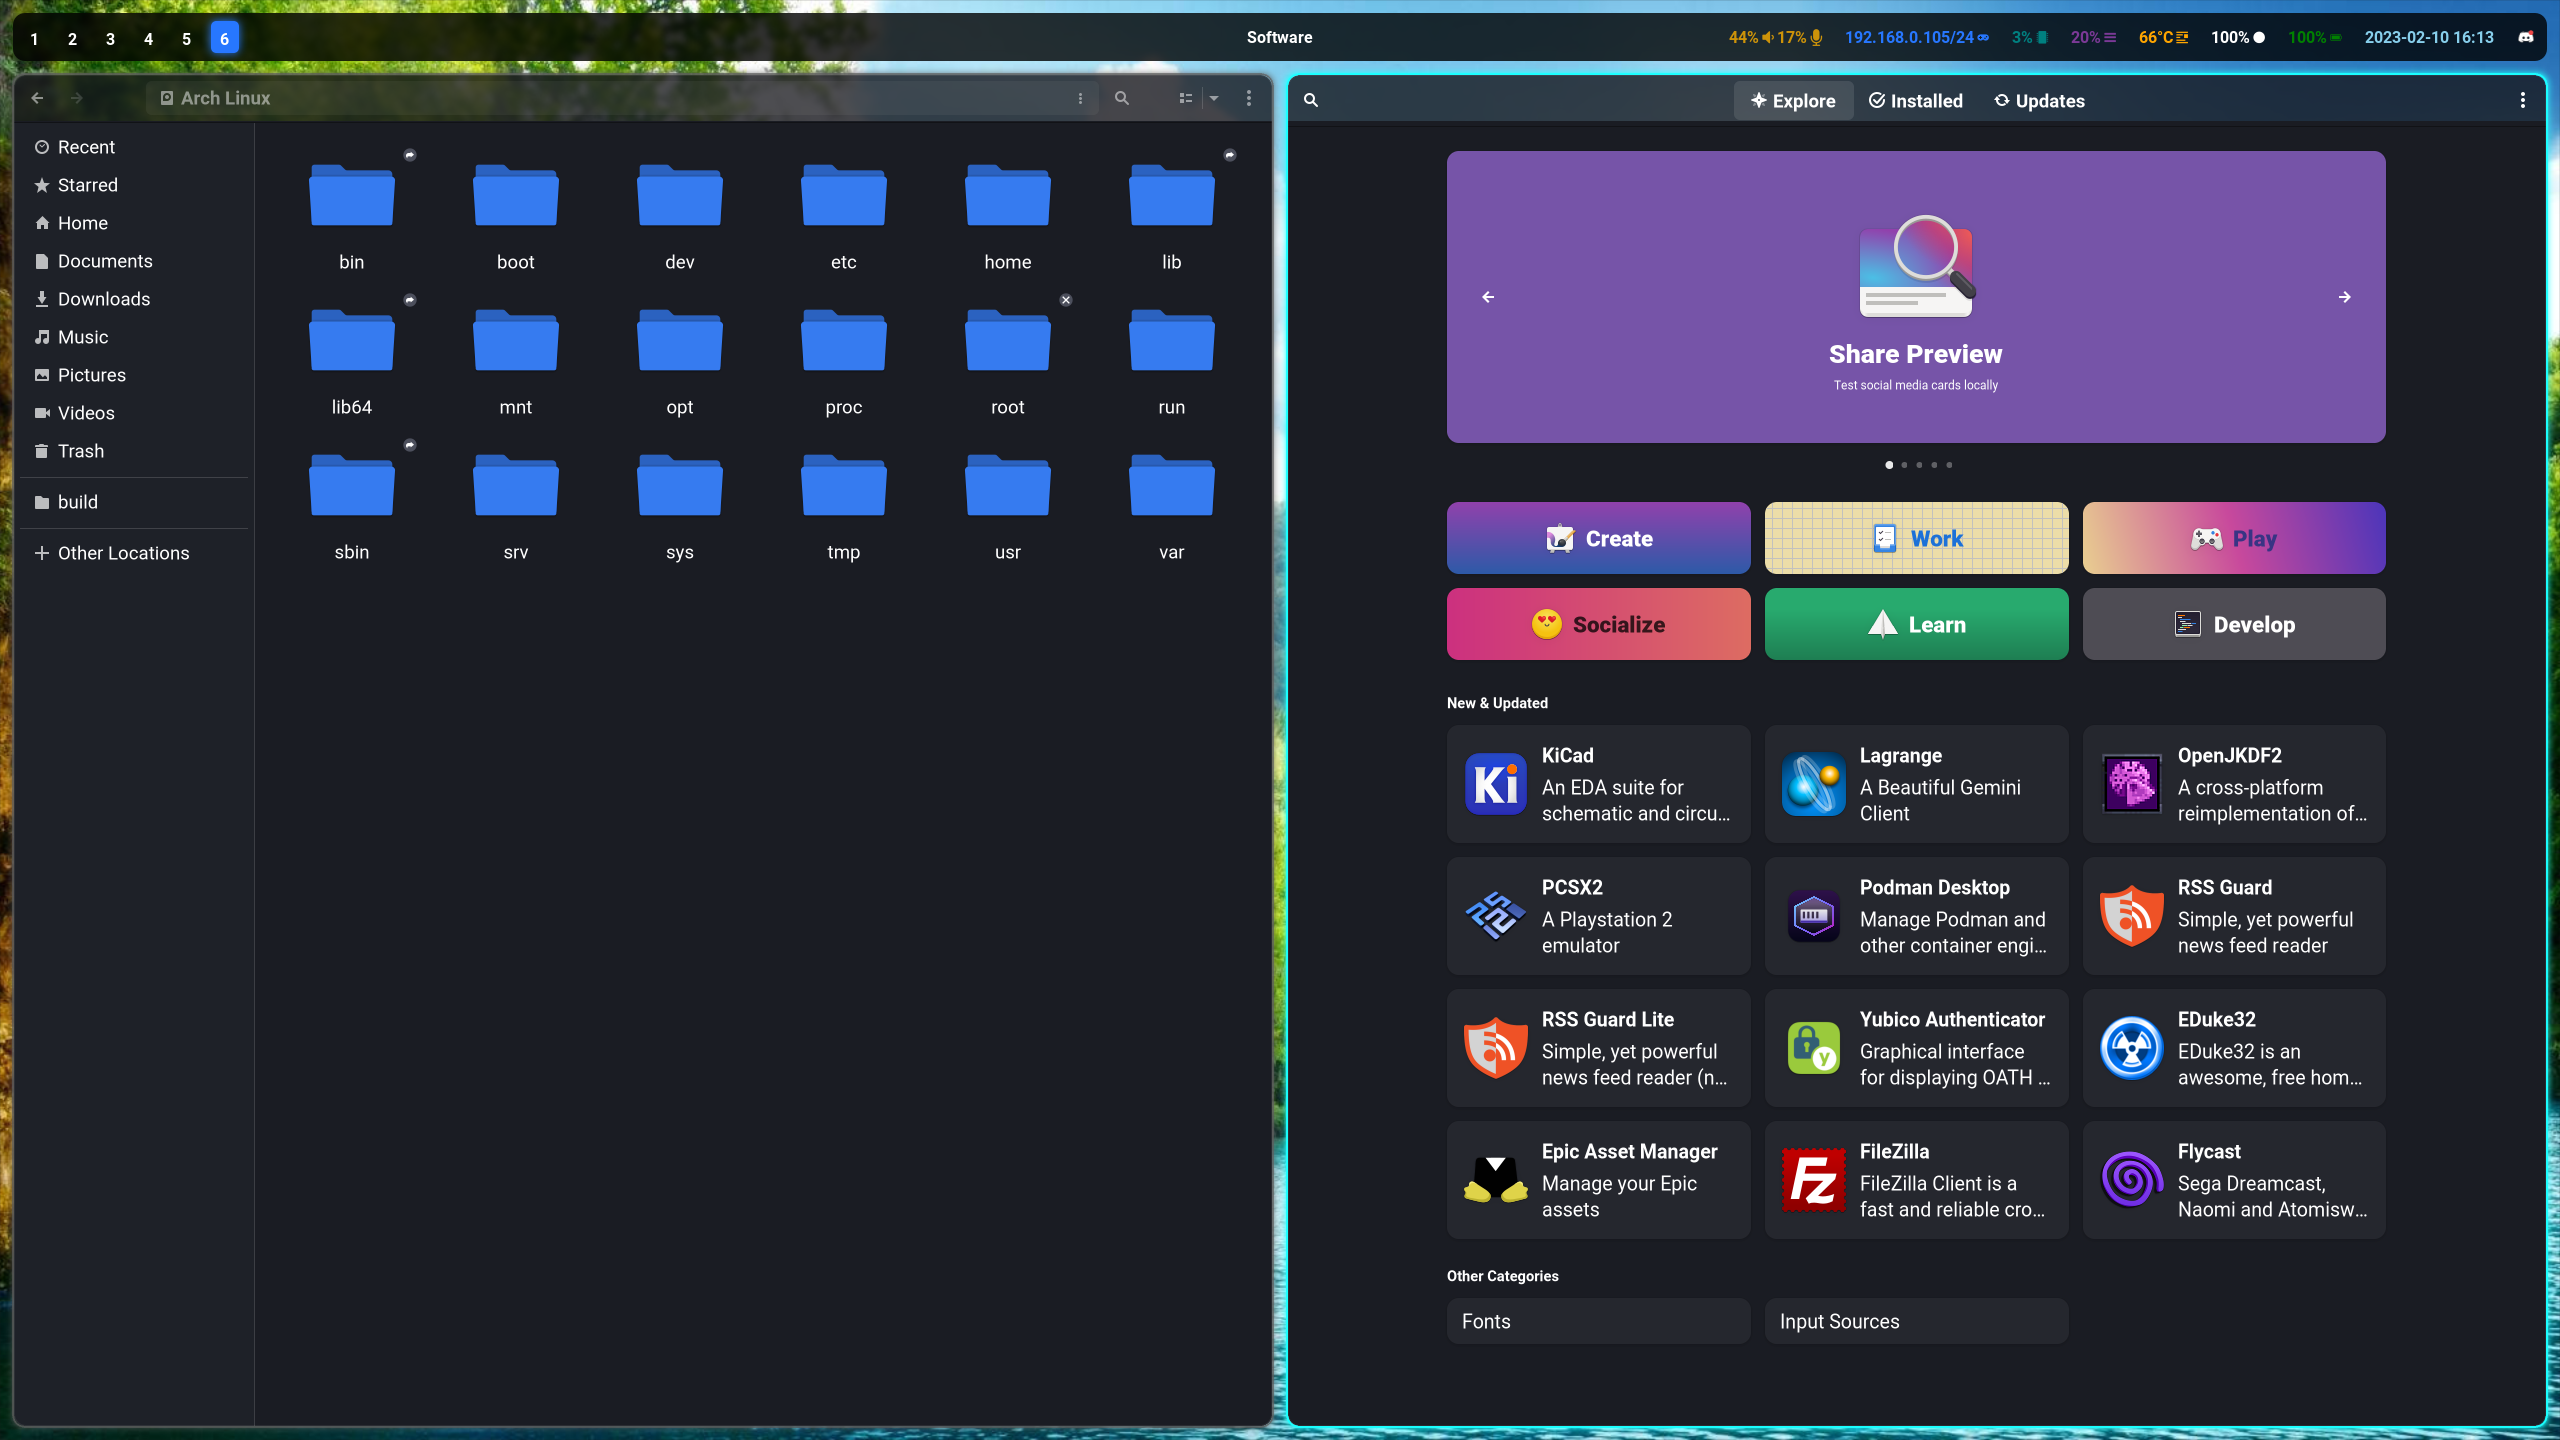 1 2 3 4 5 6
Software
44% 17% 192.168.0.105/24 3% 20% 66°C 100% 100% 2023-02-10 16:13
Arch Linux
Recent
Starred
Home
Documents
Downloads
Music
Pictures
Videos
Trash
build
Other Locations
bin boot dev etc home lib
lib64 mnt opt proc root run
sbin srv sys tmp usr var
Explore Installed Updates
Share Preview
Test social media cards locally
Create Work Play
Socialize Learn Develop
New & Updated
KiCad
An EDA suite for
schematic and circu…
Lagrange
A Beautiful Gemini
Client
OpenJKDF2
A cross-platform
reimplementation of…
PCSX2
A Playstation 2
emulator
Podman Desktop
Manage Podman and
other container engi…
RSS Guard
Simple, yet powerful
news feed reader
RSS Guard Lite
Simple, yet powerful
news feed reader (n…
Yubico Authenticator
Graphical interface
for displaying OATH …
EDuke32
EDuke32 is an
awesome, free hom…
Epic Asset Manager
Manage your Epic
assets
FileZilla
FileZilla Client is a
fast and reliable cro…
Flycast
Sega Dreamcast,
Naomi and Atomisw…
Other Categories
Fonts Input Sources